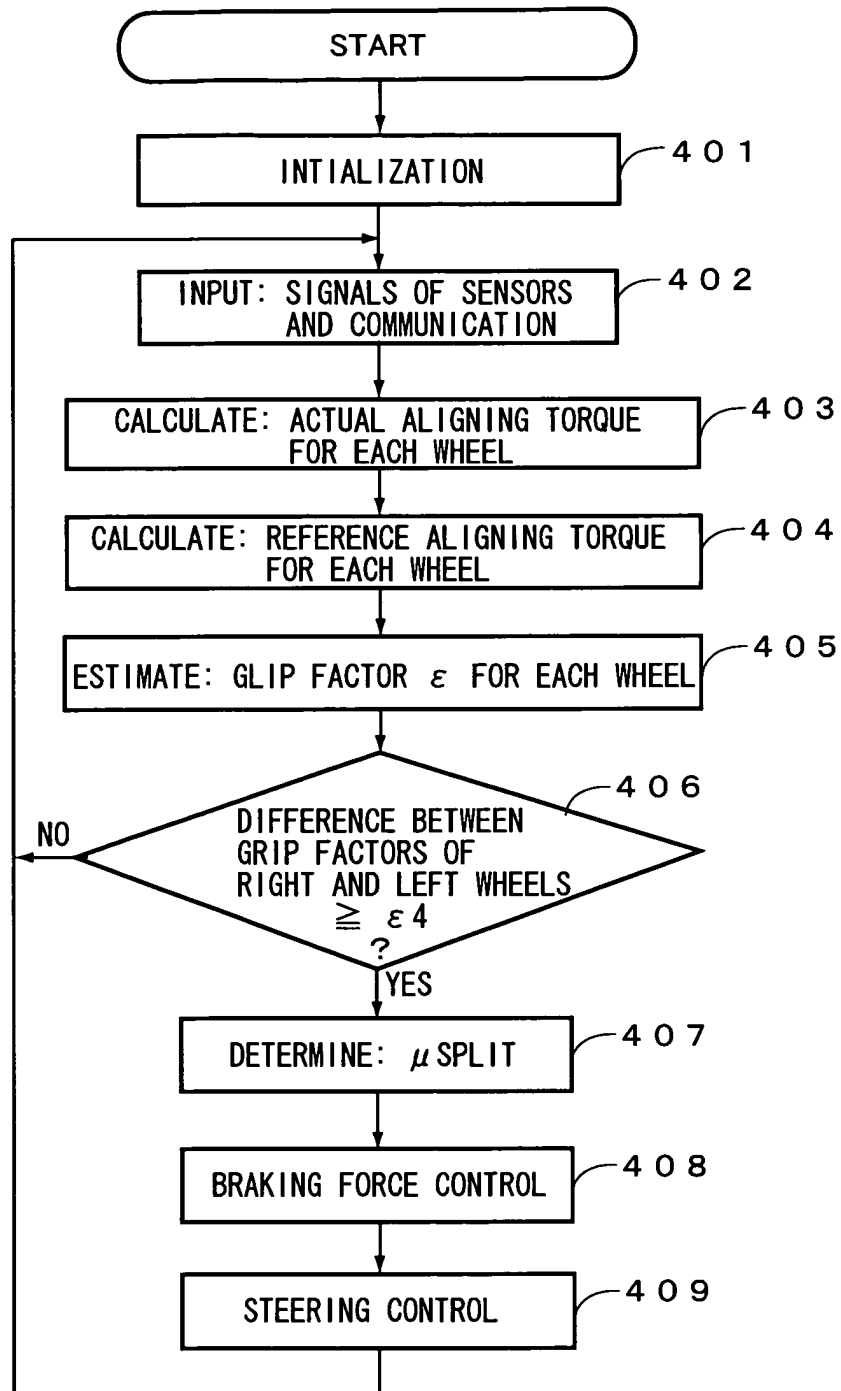 START
INTIALIZATION
401
INPUT: SIGNALS OF SENSORS
AND COMMUNICATION
402
CALCULATE: ACTUAL ALIGNING TORQUE
FOR EACH WHEEL
403
CALCULATE: REFERENCE ALIGNING TORQUE
FOR EACH WHEEL
404
ESTIMATE: GLIP FACTOR ε FOR EACH WHEEL
405
406
DIFFERENCE BETWEEN
GRIP FACTORS OF
RIGHT AND LEFT WHEELS
≧ ε4
?
NO
YES
DETERMINE: μ SPLIT
407
BRAKING FORCE CONTROL
408
STEERING CONTROL
409